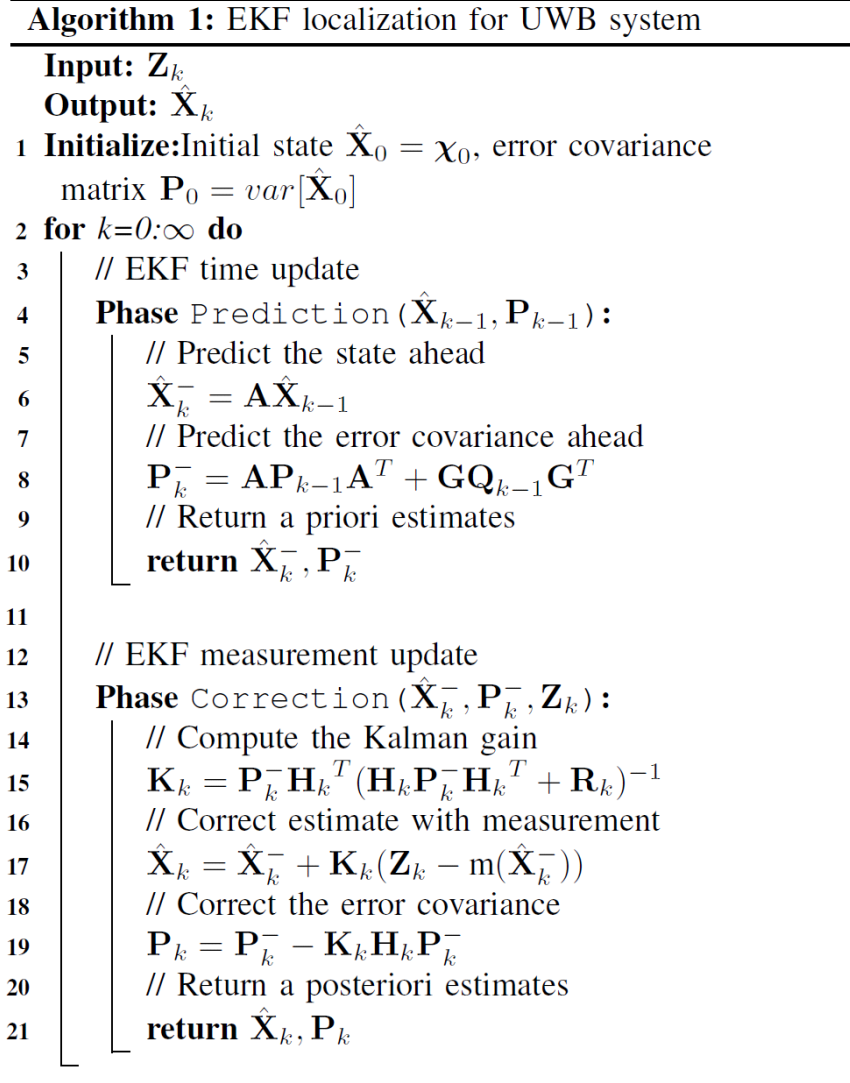 Algorithm 1: EKF localization for UWB system
Input: Z_k
Output: X̂_k
1 Initialize:Initial state X̂_0 = χ_0, error covariance
matrix P_0 = var[X̂_0]
2 for k=0:∞ do
3 // EKF time update
4 Phase Prediction(X̂_{k−1}, P_{k−1}):
5 // Predict the state ahead
6 X̂_k^− = AX̂_{k−1}
7 // Predict the error covariance ahead
8 P_k^− = AP_{k−1}A^T + GQ_{k−1}G^T
9 // Return a priori estimates
10 return X̂_k^−, P_k^−
11
12 // EKF measurement update
13 Phase Correction(X̂_k^−, P_k^−, Z_k):
14 // Compute the Kalman gain
15 K_k = P_k^− H_k^T (H_k P_k^− H_k^T + R_k)^{−1}
16 // Correct estimate with measurement
17 X̂_k = X̂_k^− + K_k(Z_k − m(X̂_k^−))
18 // Correct the error covariance
19 P_k = P_k^− − K_k H_k P_k^−
20 // Return a posteriori estimates
21 return X̂_k, P_k